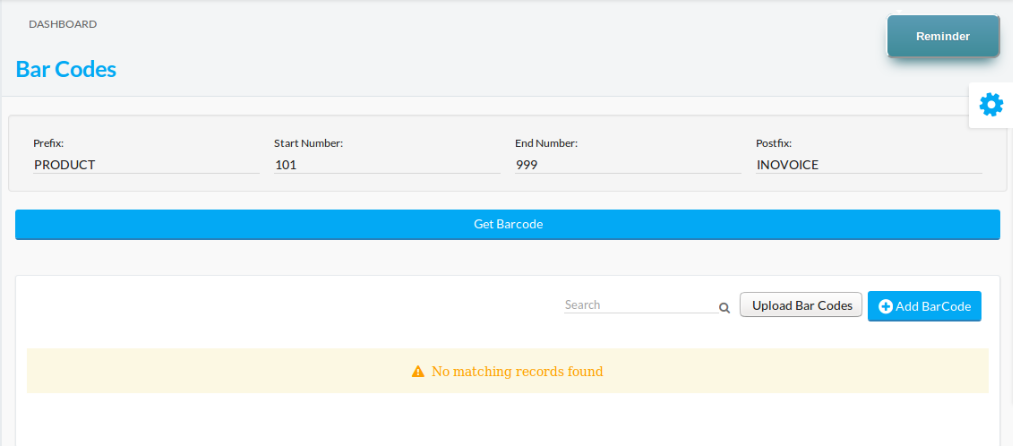 DASHBOARD
Reminder
Bar Codes
Prefix: Start Number: End Number: Postfix:
PRODUCT 101 999 INOVOICE
Get Barcode
Search Upload Bar Codes Add BarCode
No matching records found